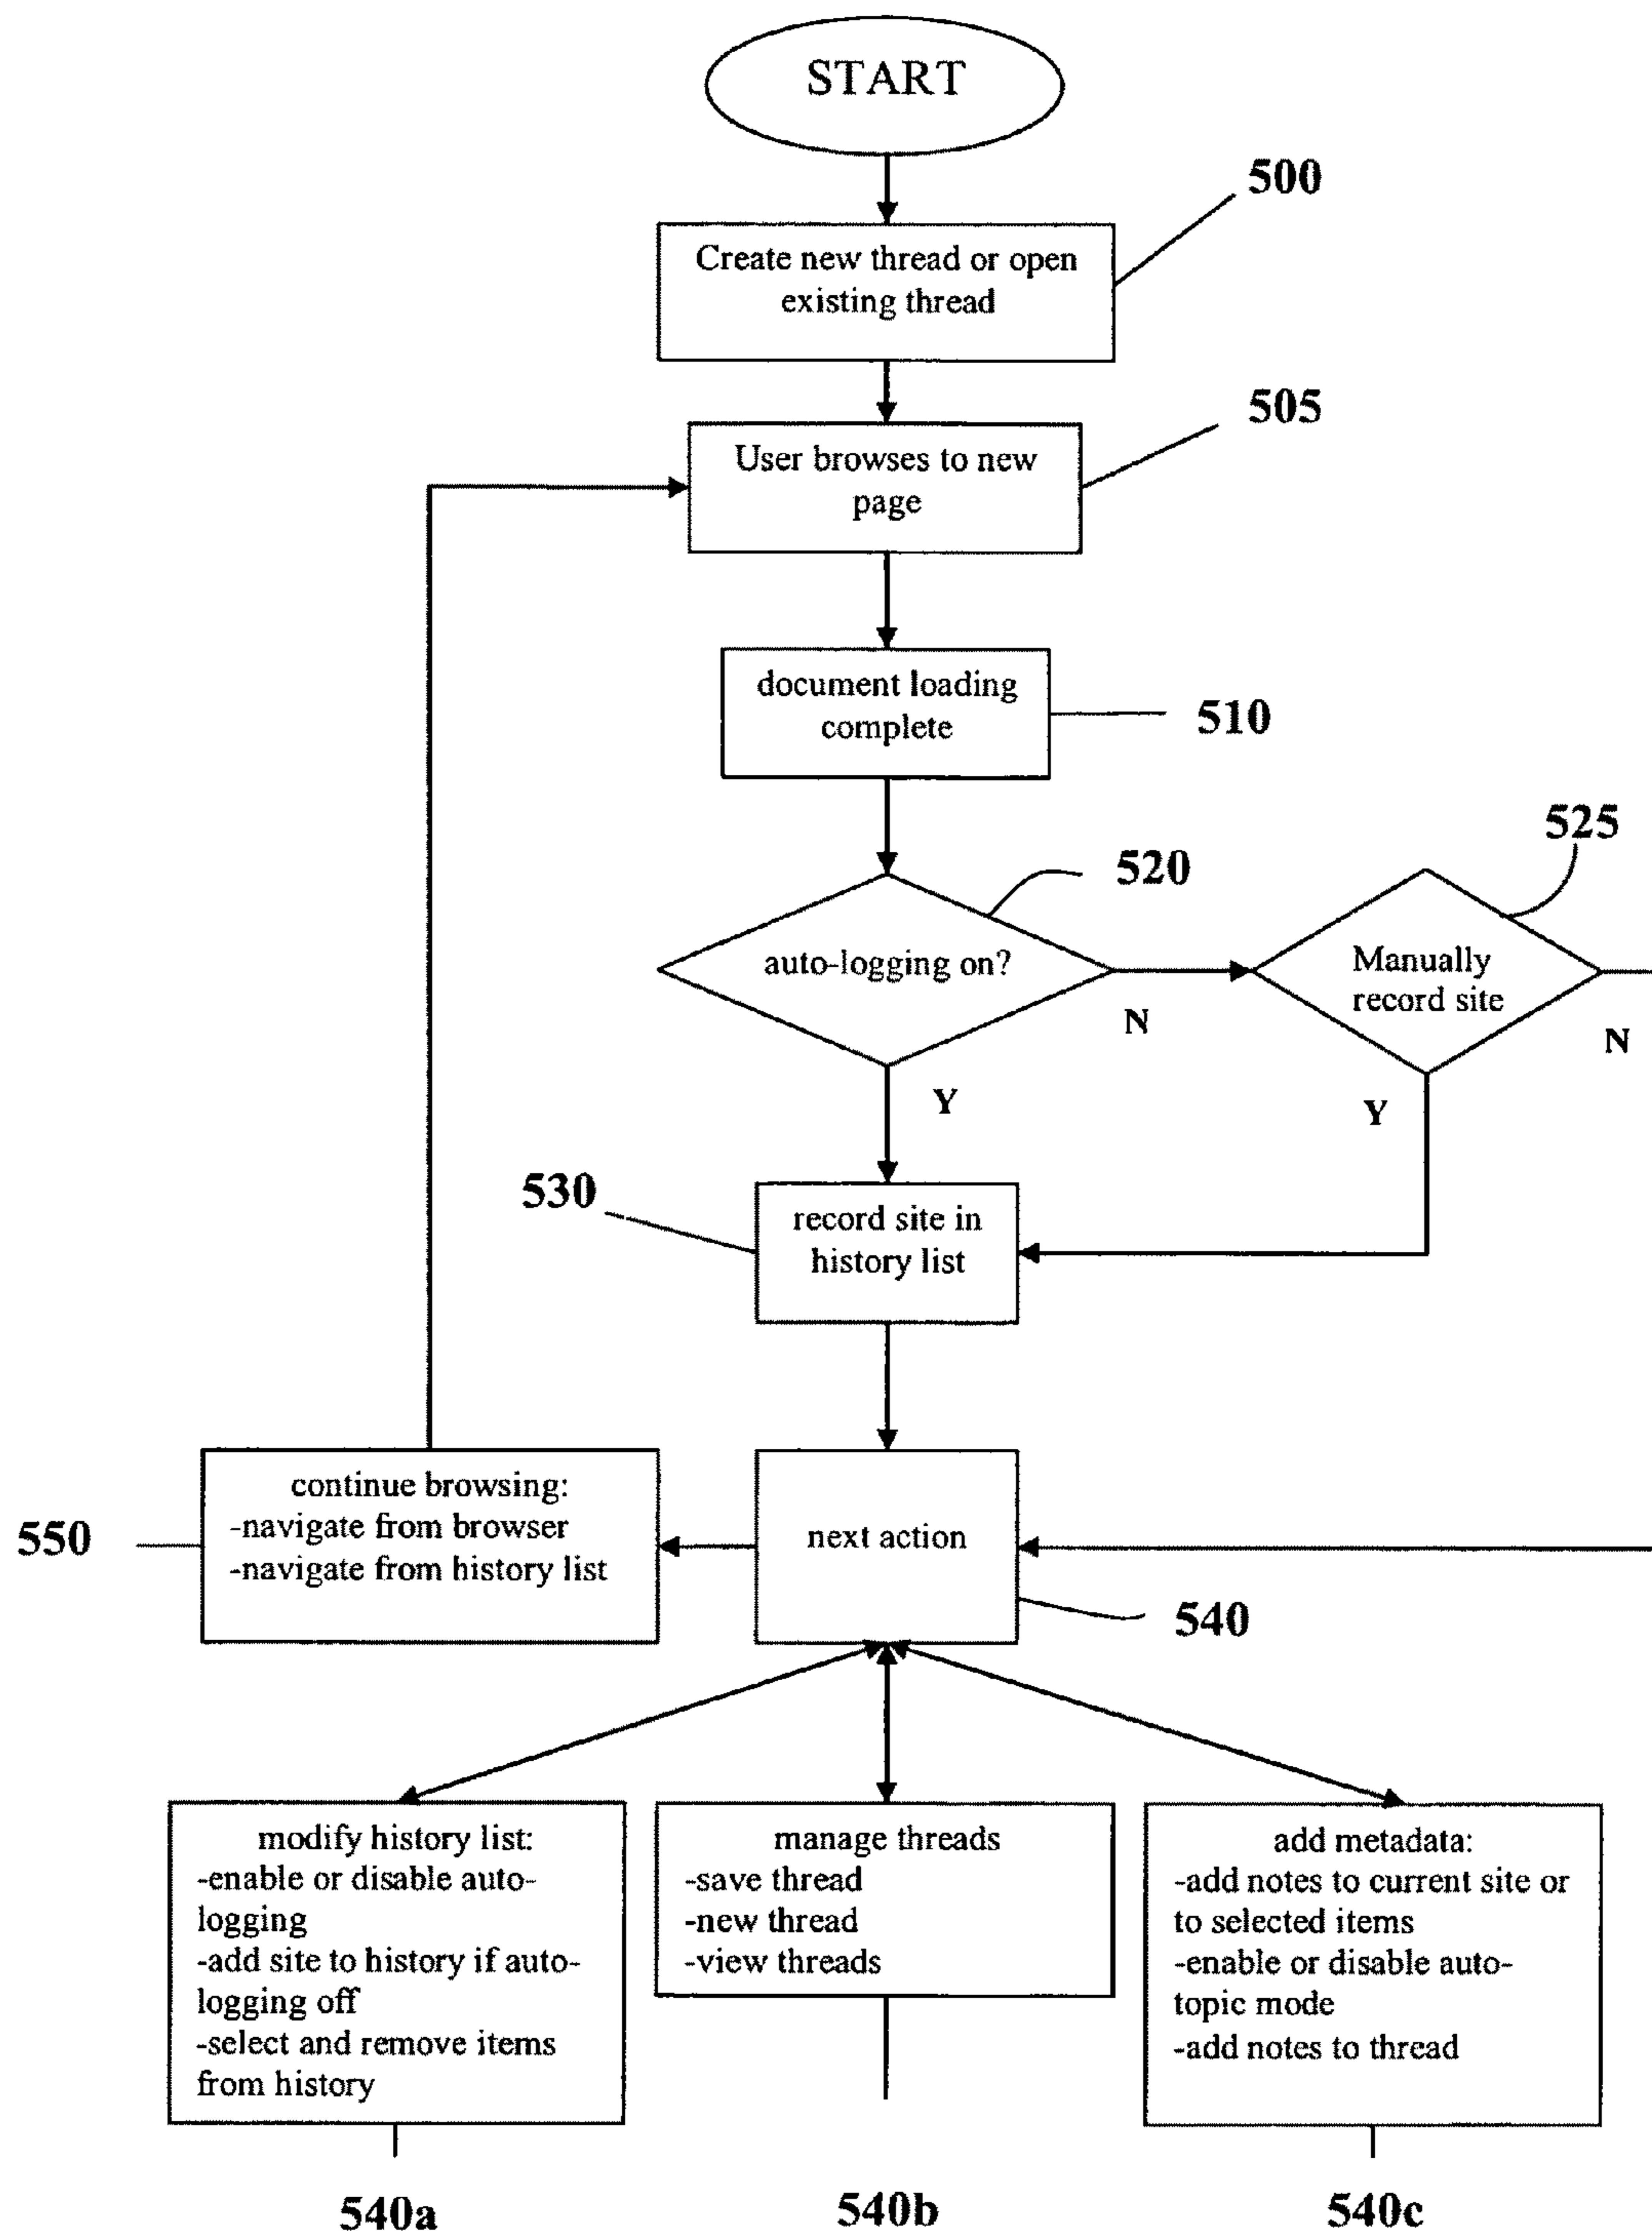 START
500
Create new thread or open
existing thread
505
User browses to new
page
document loading
complete
510
525
520
auto-logging on?
Manually
record site
N
N
Y
Y
530
record site in
history list
continue browsing:
-navigate from browser
-navigate from history list
550
next action
540
modify history list:
-enable or disable auto-
logging
-add site to history if auto-
logging off
-select and remove items
from history
manage threads
-save thread
-new thread
-view threads
add metadata:
-add notes to current site or
to selected items
-enable or disable auto-
topic mode
-add notes to thread
540a
540b
540c